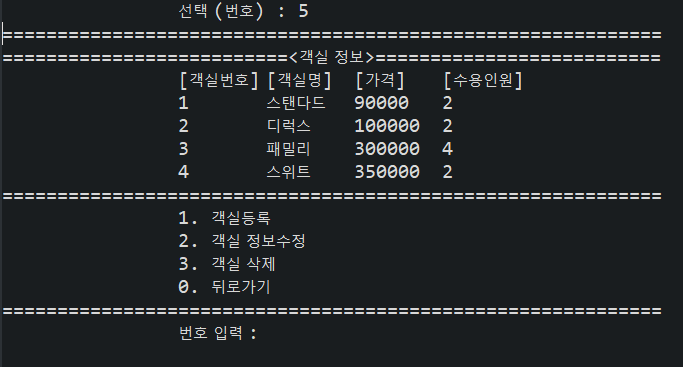 선택 (번호) : 5
============================================================
==========================<객실 정보>==========================
[객실번호] [객실명] [가격] [수용인원]
1 스탠다드 90000 2
2 디럭스 100000 2
3 패밀리 300000 4
4 스위트 350000 2
============================================================
1. 객실등록
2. 객실 정보수정
3. 객실 삭제
0. 뒤로가기
============================================================
번호 입력 :